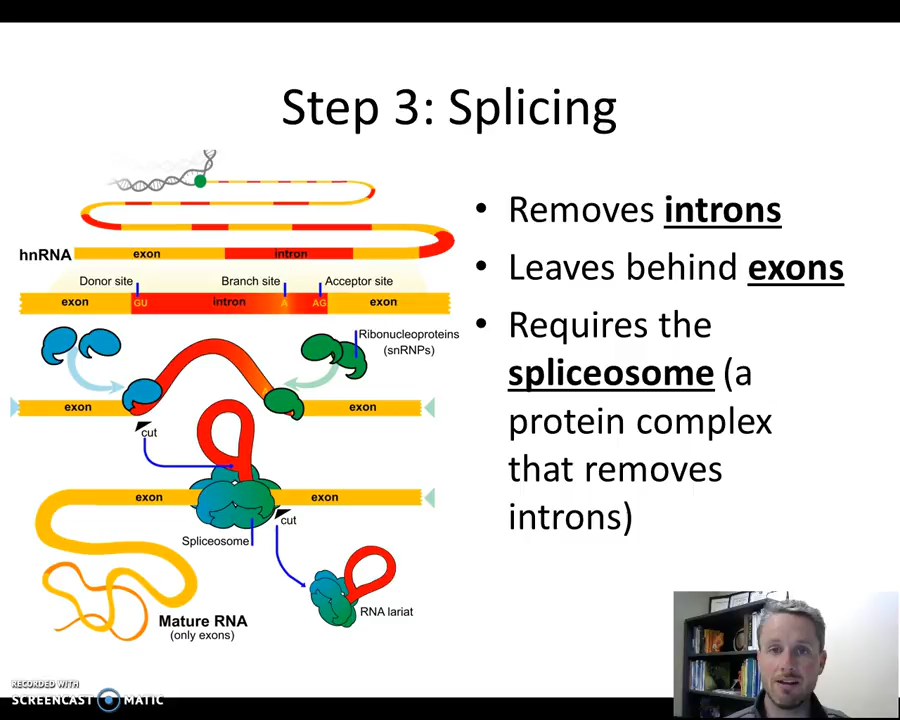 Step 3: Splicing
hnRNA
exon
intron
Donor site
Branch site
Acceptor site
exon
GU
intron
A
AG
exon
Ribonucleoproteins
(snRNPs)
exon
exon
cut
exon
exon
cut
Spliceosome
RNA lariat
Mature RNA
(only exons)
• Removes introns
• Leaves behind exons
• Requires the
spliceosome (a
protein complex
that removes
introns)
RECORDED WITH
SCREENCAST MATIC